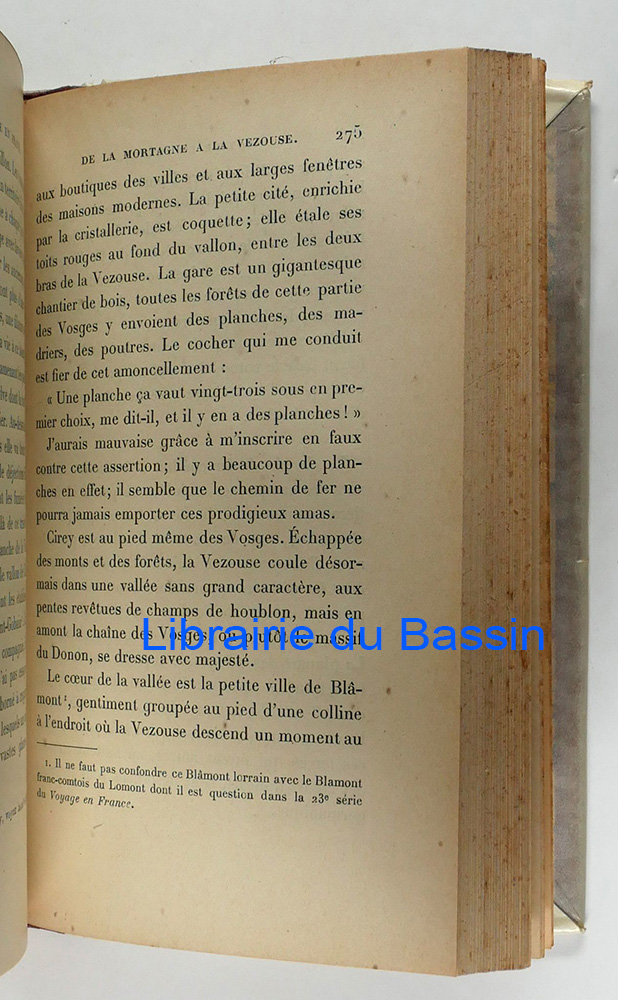 DE LA MORTAGNE A LA VEZOUSE. 275
aux boutiques des villes et aux larges fenêtres
des maisons modernes. La petite cité, enrichie
par la cristallerie, est coquette; elle étale ses
toits rouges au fond du vallon, entre les deux
bras de la Vezouse. La gare est un gigantesque
chantier de bois, toutes les forêts de cette partie
des Vosges y envoient des planches, des ma-
driers, des poutres. Le cocher qui me conduit
est fier de cet amoncellement :
« Une planche ça vaut vingt-trois sous en pre-
mier choix, me dit-il, et il y en a des planches ! »
J'aurais mauvaise grâce à m'inscrire en faux
contre cette assertion; il y a beaucoup de plan-
ches en effet; il semble que le chemin de fer ne
pourra jamais emporter ces prodigieux amas.
Cirey est au pied même des Vosges. Échappée
des monts et des forêts, la Vezouse coule désor-
mais dans une vallée sans grand caractère, aux
pentes revêtues de champs de houblon, mais en
amont la chaîne des Vosges, ou plutôt le massif
du Donon, se dresse avec majesté.
Le cœur de la vallée est la petite ville de Blâ-
mont¹, gentiment groupée au pied d'une colline
à l'endroit où la Vezouse descend un moment au
1. Il ne faut pas confondre ce Blâmont lorrain avec le Blamont
franc-comtois du Lomont dont il est question dans la 23e série
du Voyage en France.
Librairie du Bassin